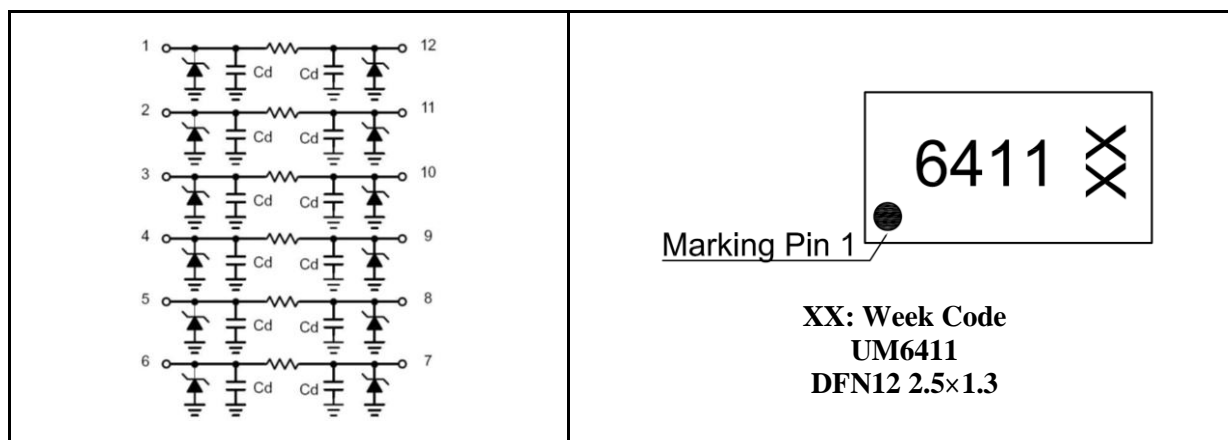 1 12
Cd Cd
2 11
Cd Cd
3 10
Cd Cd
4 9
Cd Cd
5 8
Cd Cd
6 7
Cd Cd
6411 XX
Marking Pin 1
XX: Week Code
UM6411
DFN12 2.5×1.3